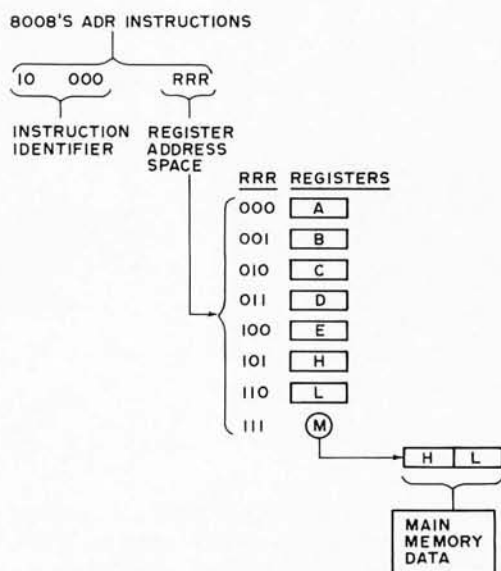 8008'S ADR INSTRUCTIONS
10 000 RRR
INSTRUCTION IDENTIFIER
REGISTER ADDRESS SPACE
RRR REGISTERS
000 A
001 B
010 C
011 D
100 E
101 H
110 L
111 M
H L
MAIN MEMORY DATA